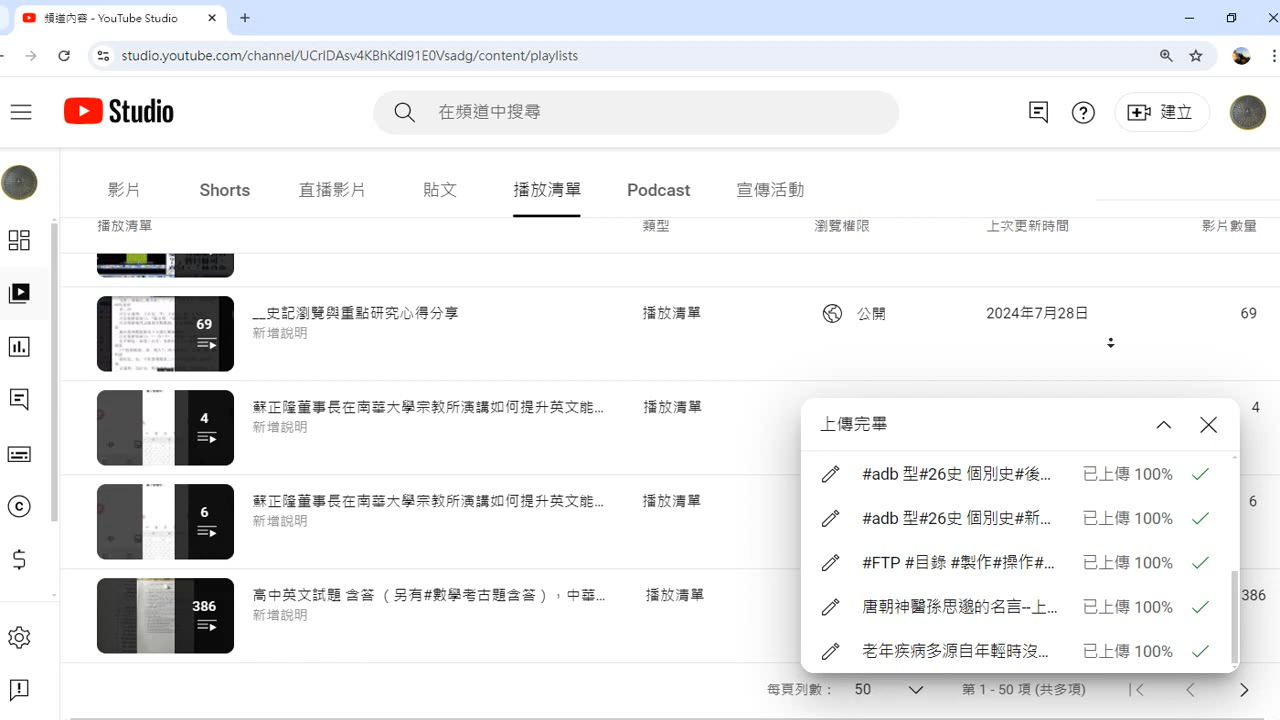 頻道內容 - YouTube Studio
studio.youtube.com/channel/UCrIDAsv4KBhKdI91E0Vsadg/content/playlists
Studio
在頻道中搜尋
建立
影片 Shorts 直播影片 貼文 播放清單 Podcast 宣傳活動
播放清單 類型 瀏覽權限 上次更新時間 影片數量
69 __史記瀏覽與重點研究心得分享 播放清單 公開 2024年7月28日 69
新增說明
4 蘇正隆董事長在南華大學宗教所演講如何提升英文能... 播放清單 4
新增說明
6 蘇正隆董事長在南華大學宗教所演講如何提升英文能... 播放清單 6
新增說明
386 高中英文試題 含答 ( 另有#數學考古題含答 ) ，中華... 播放清單 386
新增說明
上傳完畢
#adb 型#26史 個別史#後... 已上傳 100%
#adb 型#26史 個別史#新... 已上傳 100%
#FTP #目錄 #製作#操作#... 已上傳 100%
唐朝神醫孫思邈的名言--上... 已上傳 100%
老年疾病多源自年輕時沒... 已上傳 100%
每頁列數： 50 第 1 - 50 項 (共多項)